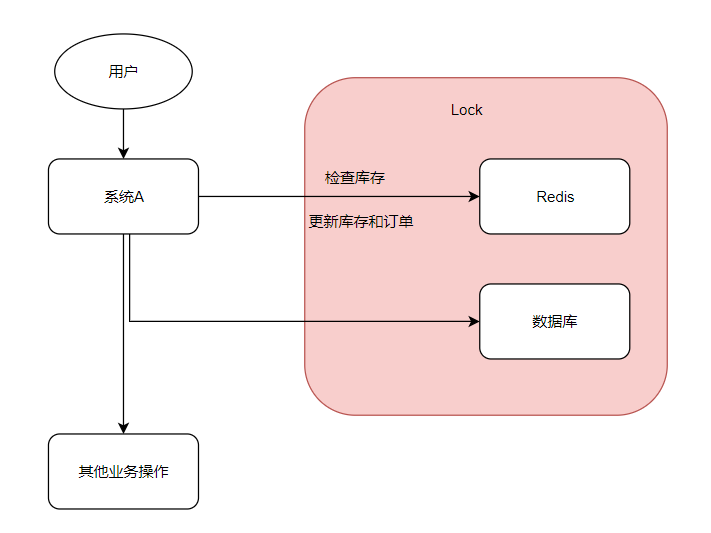 用户
Lock
检查库存
系统A
Redis
更新库存和订单
数据库
其他业务操作